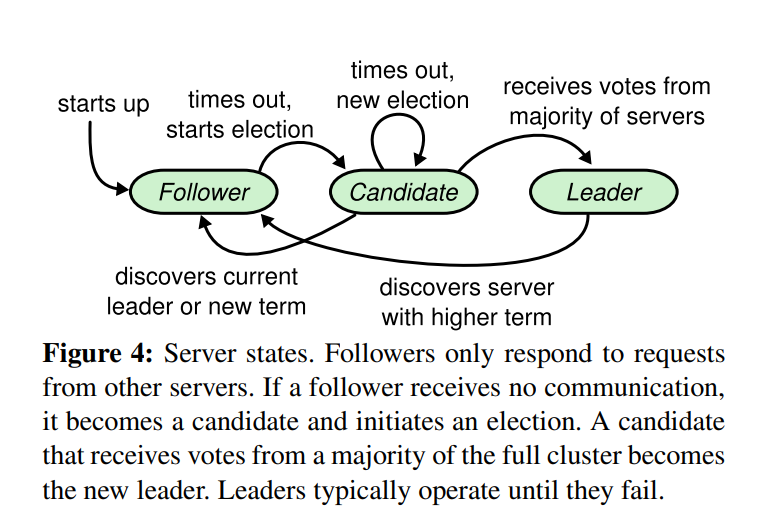 starts up
times out,
starts election
times out,
new election
receives votes from
majority of servers
Follower
Candidate
Leader
discovers current
leader or new term
discovers server
with higher term
Figure 4: Server states. Followers only respond to requests
from other servers. If a follower receives no communication,
it becomes a candidate and initiates an election. A candidate
that receives votes from a majority of the full cluster becomes
the new leader. Leaders typically operate until they fail.